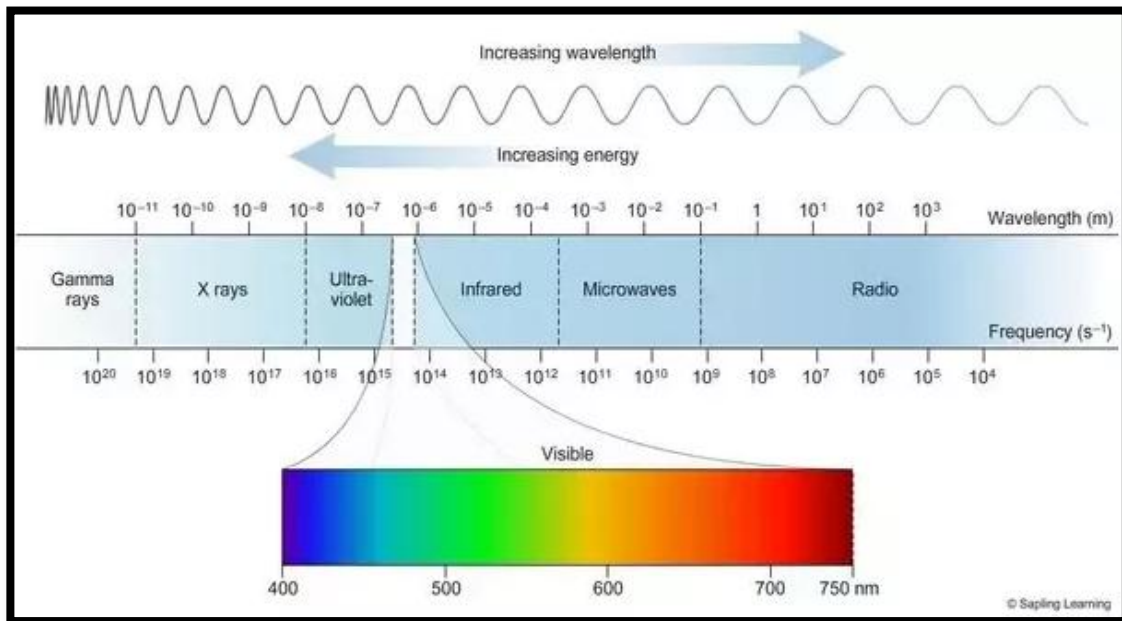 Increasing wavelength
Increasing energy
10⁻¹¹ 10⁻¹⁰ 10⁻⁹ 10⁻⁸ 10⁻⁷ 10⁻⁶ 10⁻⁵ 10⁻⁴ 10⁻³ 10⁻² 10⁻¹ 1 10¹ 10² 10³ Wavelength (m)
Gamma
rays
X rays
Ultra-
violet
Infrared
Microwaves
Radio
Frequency (s⁻¹)
10²⁰ 10¹⁹ 10¹⁸ 10¹⁷ 10¹⁶ 10¹⁵ 10¹⁴ 10¹³ 10¹² 10¹¹ 10¹⁰ 10⁹ 10⁸ 10⁷ 10⁶ 10⁵ 10⁴
Visible
400 500 600 700 750 nm
© Sapling Learning